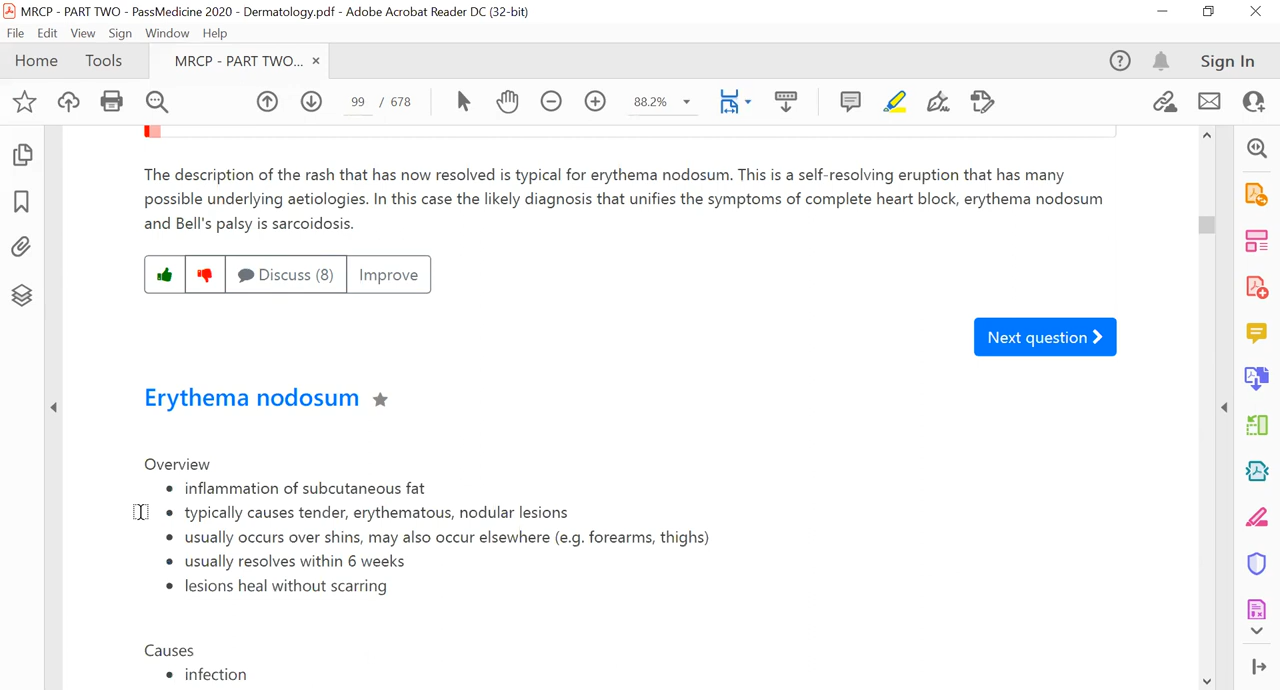 MRCP - PART TWO - PassMedicine 2020 - Dermatology.pdf - Adobe Acrobat Reader DC (32-bit)
File Edit View Sign Window Help
Home Tools MRCP - PART TWO... × Sign In
99 / 678 88.2%
The description of the rash that has now resolved is typical for erythema nodosum. This is a self-resolving eruption that has many
possible underlying aetiologies. In this case the likely diagnosis that unifies the symptoms of complete heart block, erythema nodosum
and Bell's palsy is sarcoidosis.
Discuss (8) Improve
Next question
Erythema nodosum
Overview
• inflammation of subcutaneous fat
• typically causes tender, erythematous, nodular lesions
• usually occurs over shins, may also occur elsewhere (e.g. forearms, thighs)
• usually resolves within 6 weeks
• lesions heal without scarring
Causes
• infection